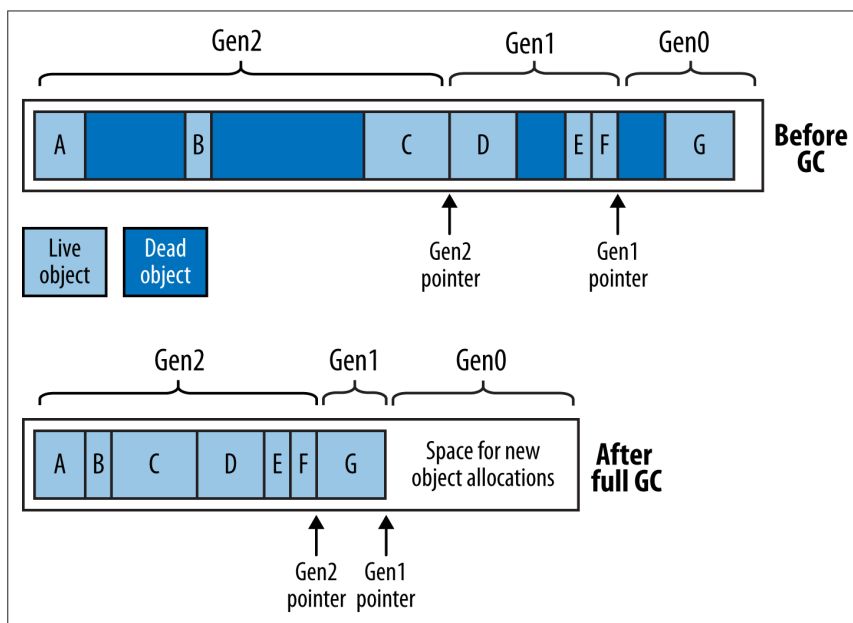 Gen2
Gen1
Gen0
A
B
C
D
E
F
G
Before
GC
Gen2
pointer
Gen1
pointer
Live
object
Dead
object
Gen2
Gen1
Gen0
A
B
C
D
E
F
G
Space for new
object allocations
After
full GC
Gen2
pointer
Gen1
pointer